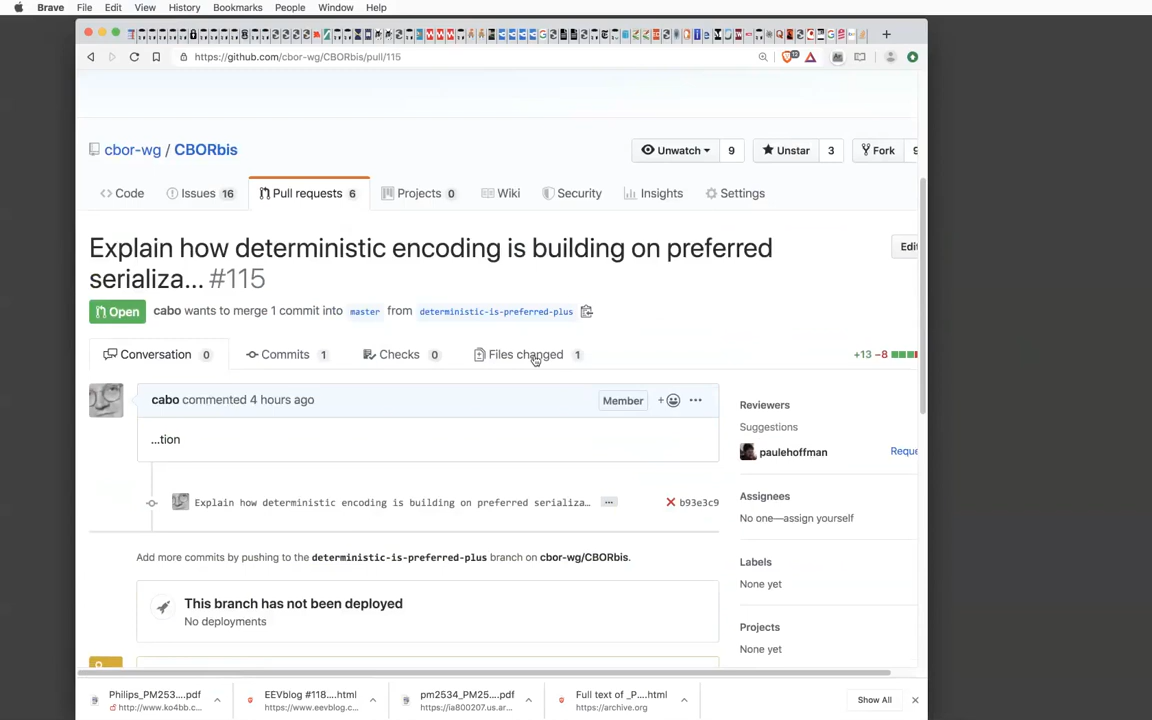 Brave File Edit View History Bookmarks People Window Help
https://github.com/cbor-wg/CBORbis/pull/115
cbor-wg / CBORbis
Unwatch 9 Unstar 3 Fork 9
Code Issues 16 Pull requests 6 Projects 0 Wiki Security Insights Settings
Explain how deterministic encoding is building on preferred
serializa... #115
Edit
Open cabo wants to merge 1 commit into master from deterministic-is-preferred-plus
Conversation 0 Commits 1 Checks 0 Files changed 1 +13 −8
cabo commented 4 hours ago Member
...tion
Explain how deterministic encoding is building on preferred serializa… ... b93e3c9
Add more commits by pushing to the deterministic-is-preferred-plus branch on cbor-wg/CBORbis.
This branch has not been deployed
No deployments
Reviewers
Suggestions
paulehoffman Reque
Assignees
No one—assign yourself
Labels
None yet
Projects
None yet
Philips_PM253....pdf
http://www.ko4bb.c...
EEVblog #118....html
https://www.eevblog.c...
pm2534_PM25....pdf
https://ia800207.us.ar...
Full text of _P....html
https://archive.org
Show All